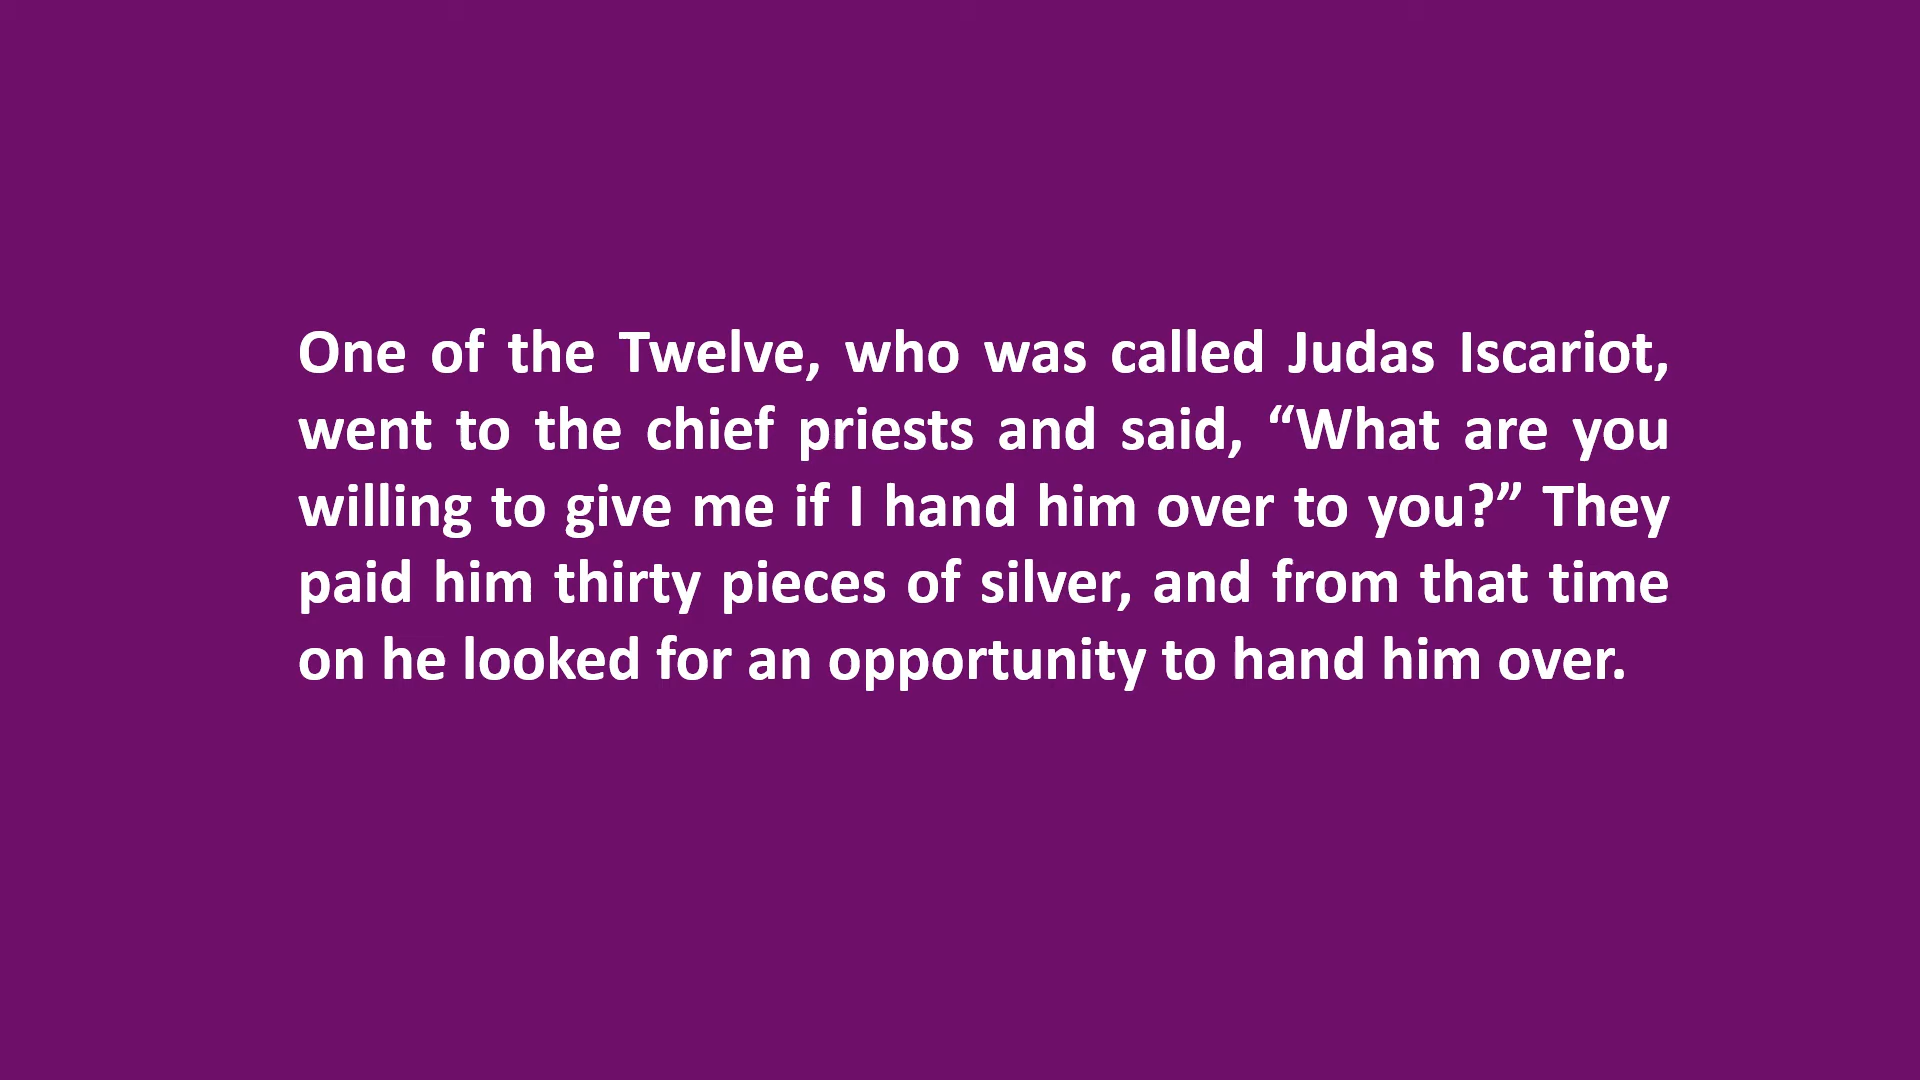 One of the Twelve, who was called Judas Iscariot,
went to the chief priests and said, “What are you
willing to give me if I hand him over to you?” They
paid him thirty pieces of silver, and from that time
on he looked for an opportunity to hand him over.